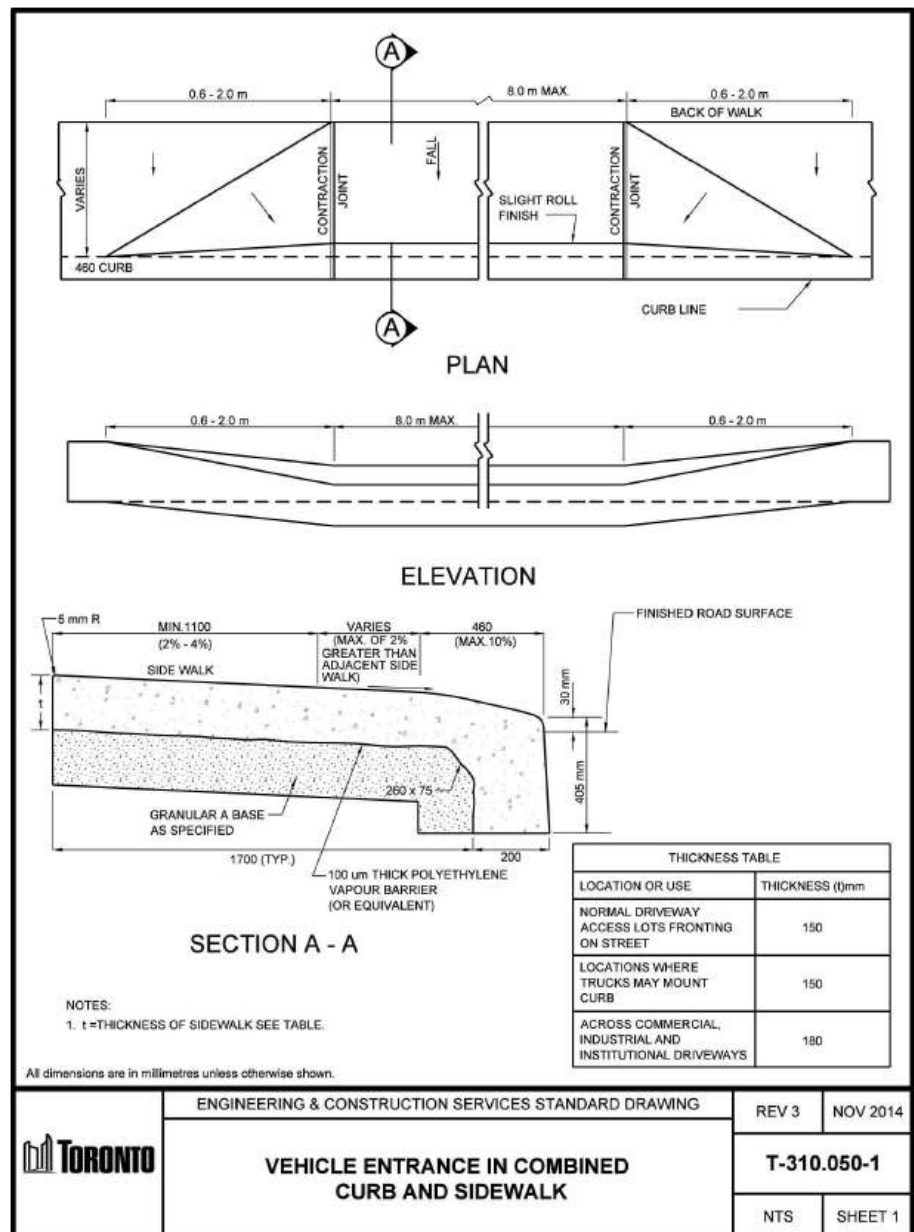 A
0.6 - 2.0 m
8.0 m MAX.
0.6 - 2.0 m
BACK OF WALK
VARIES
CONTRACTION
JOINT
FALL
SLIGHT ROLL
FINISH
CONTRACTION
JOINT
460 CURB
CURB LINE
A
PLAN
0.6 - 2.0 m
8.0 m MAX.
0.6 - 2.0 m
ELEVATION
5 mm R
MIN.1100
(2% - 4%)
VARIES
(MAX. OF 2%
GREATER THAN
ADJACENT SIDE
WALK)
460
(MAX.10%)
FINISHED ROAD SURFACE
SIDE WALK
t
30 mm
405 mm
260 x 75
GRANULAR A BASE
AS SPECIFIED
1700 (TYP.)
200
100 um THICK POLYETHYLENE
VAPOUR BARRIER
(OR EQUIVALENT)
SECTION A - A
THICKNESS TABLE
LOCATION OR USE THICKNESS (t)mm
NORMAL DRIVEWAY
ACCESS LOTS FRONTING
ON STREET
150
LOCATIONS WHERE
TRUCKS MAY MOUNT
CURB
150
ACROSS COMMERCIAL,
INDUSTRIAL AND
INSTITUTIONAL DRIVEWAYS
180
NOTES:
1. t =THICKNESS OF SIDEWALK SEE TABLE.
All dimensions are in millimetres unless otherwise shown.
TORONTO
ENGINEERING & CONSTRUCTION SERVICES STANDARD DRAWING
VEHICLE ENTRANCE IN COMBINED
CURB AND SIDEWALK
REV 3 NOV 2014
T-310.050-1
NTS SHEET 1